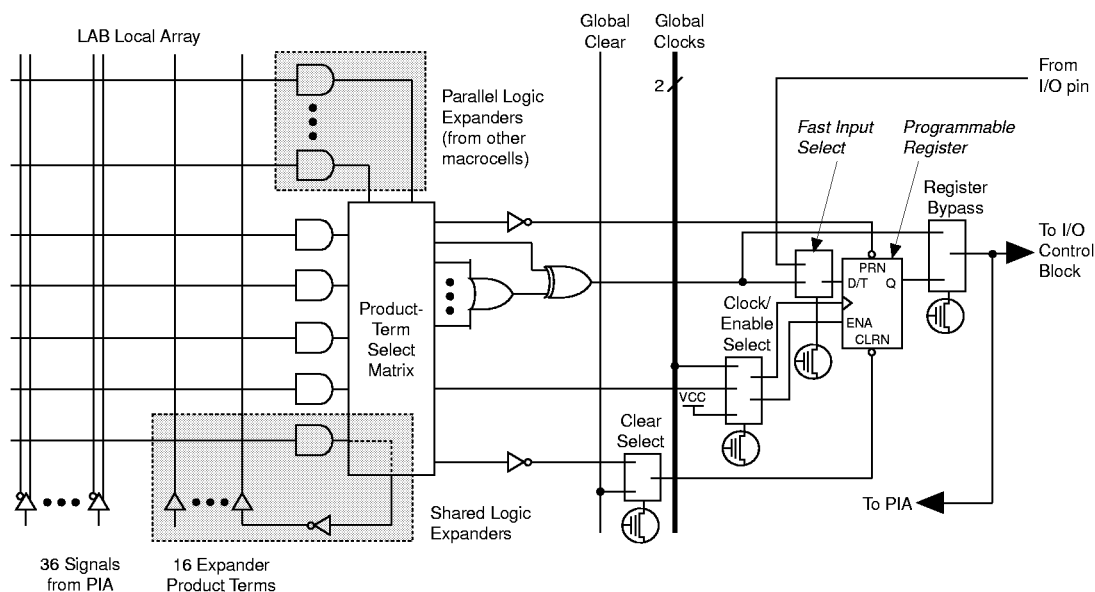 LAB Local Array
Global
Clear
Global
Clocks
2
Parallel Logic
Expanders
(from other
macrocells)
From
I/O pin
Fast Input
Select
Programmable
Register
Register
Bypass
To I/O
Control
Block
PRN
D/T
Q
ENA
CLRN
Clock/
Enable
Select
Product-
Term
Select
Matrix
VCC
Clear
Select
To PIA
Shared Logic
Expanders
36 Signals
from PIA
16 Expander
Product Terms